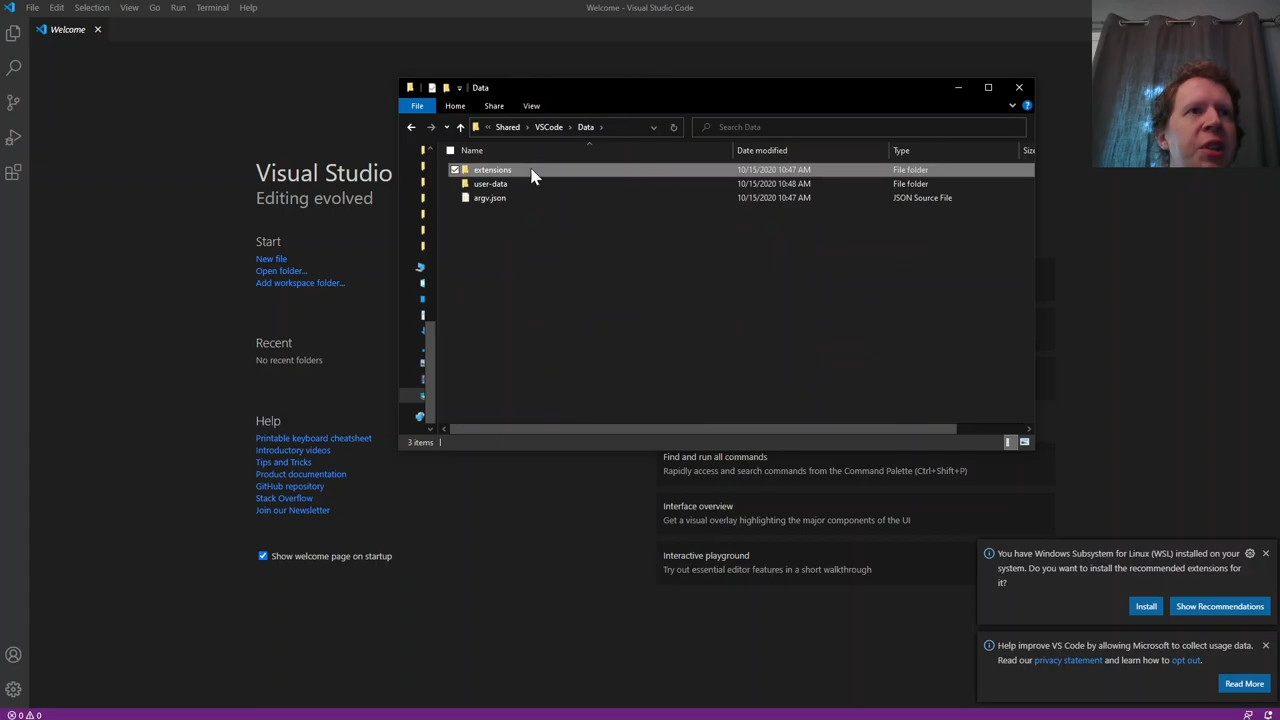 File Edit Selection View Go Run Terminal Help
Welcome - Visual Studio Code
Welcome
Data
File Home Share View
Shared VSCode Data
Search Data
Name Date modified Type Size
extensions 10/15/2020 10:47 AM File folder
user-data 10/15/2020 10:48 AM File folder
argv.json 10/15/2020 10:47 AM JSON Source File
3 items
Visual Studio
Editing evolved
Start
New file
Open folder...
Add workspace folder...
Recent
No recent folders
Help
Printable keyboard cheatsheet
Introductory videos
Tips and Tricks
Product documentation
GitHub repository
Stack Overflow
Join our Newsletter
Show welcome page on startup
Find and run all commands
Rapidly access and search commands from the Command Palette (Ctrl+Shift+P)
Interface overview
Get a visual overlay highlighting the major components of the UI
Interactive playground
Try out essential editor features in a short walkthrough
You have Windows Subsystem for Linux (WSL) installed on your
system. Do you want to install the recommended extensions for
it?
Install Show Recommendations
Help improve VS Code by allowing Microsoft to collect usage data.
Read our privacy statement and learn how to opt out.
Read More
0 0